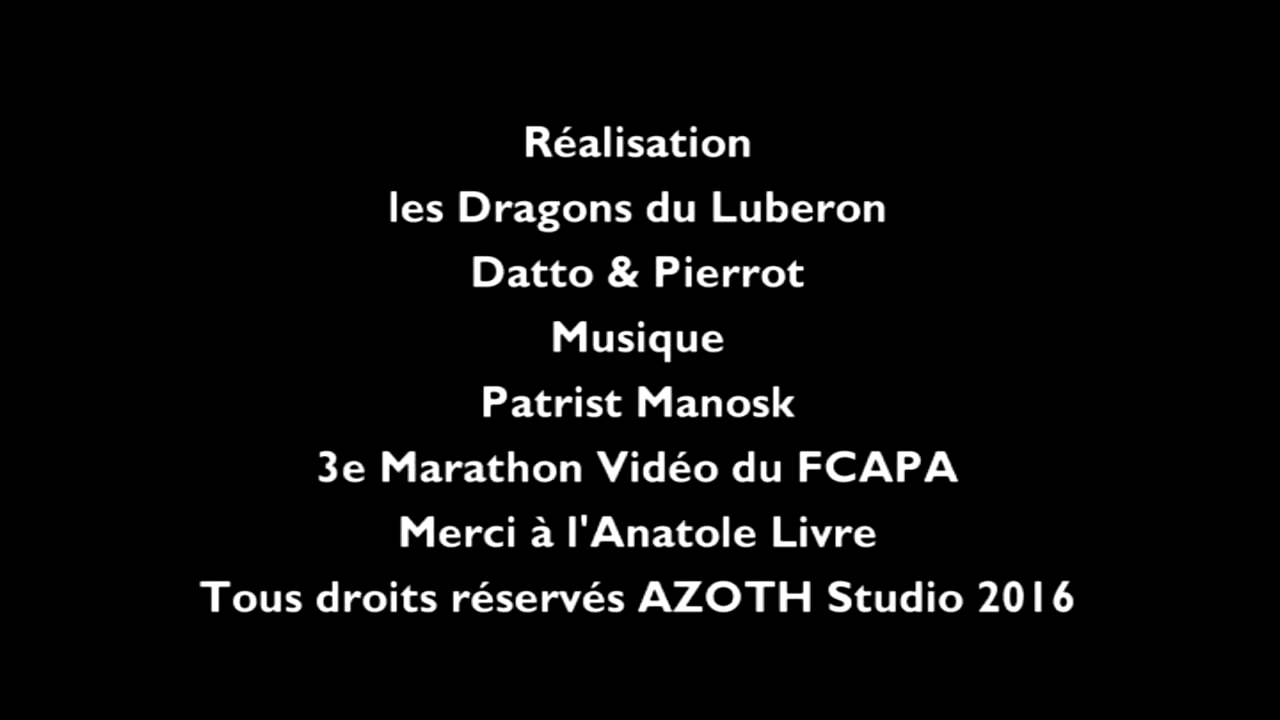 Réalisation
les Dragons du Luberon
Datto & Pierrot
Musique
Patrist Manosk
3e Marathon Vidéo du FCAPA
Merci à l'Anatole Livre
Tous droits réservés AZOTH Studio 2016